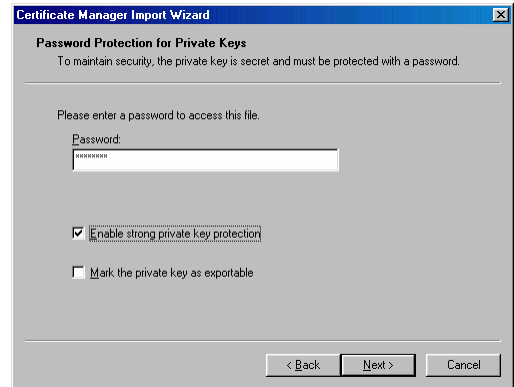 Certificate Manager Import Wizard
Password Protection for Private Keys
To maintain security, the private key is secret and must be protected with a password.
Please enter a password to access this file.
Password:
********
Enable strong private key protection
Mark the private key as exportable
< Back
Next >
Cancel